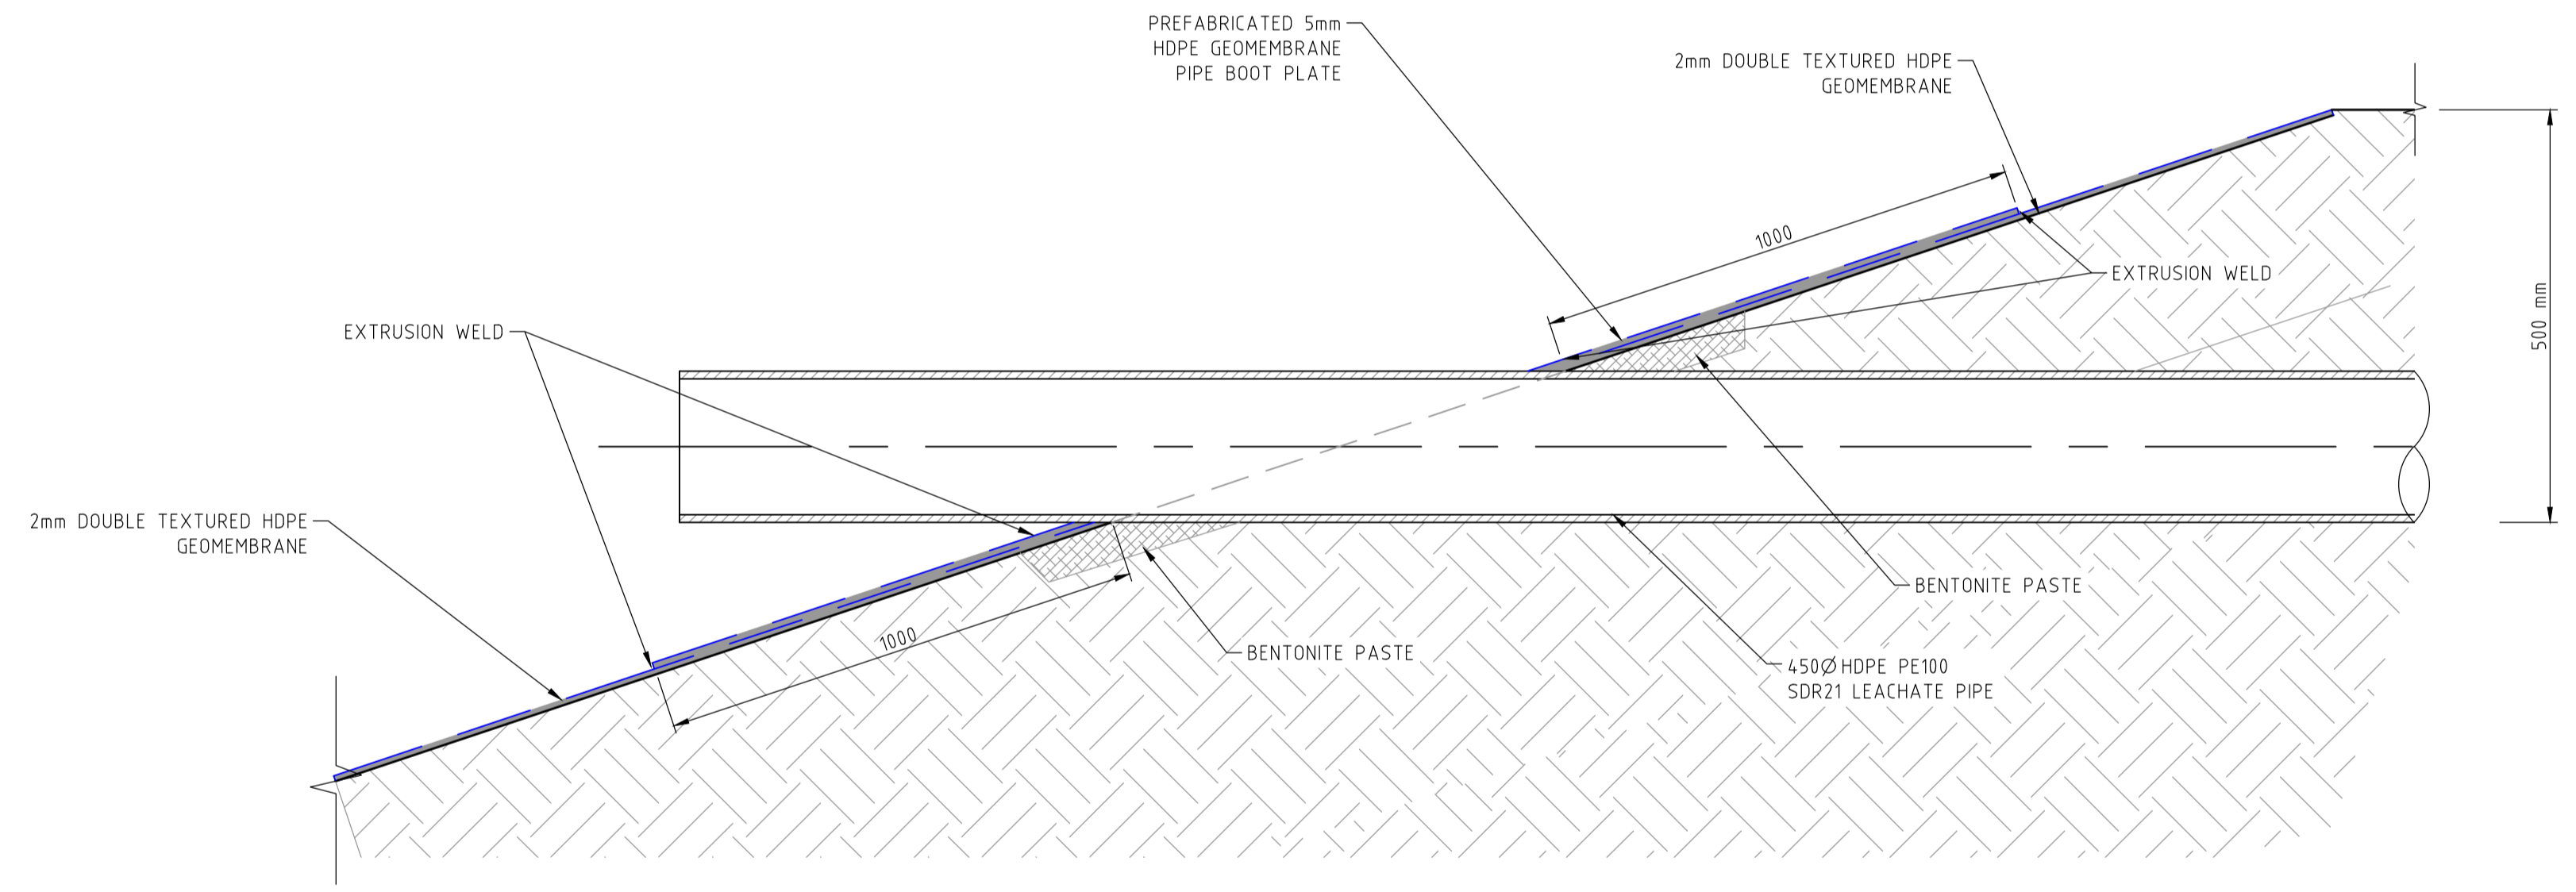 PREFABRICATED 5mm
HDPE GEOMEMBRANE
PIPE BOOT PLATE
2mm DOUBLE TEXTURED HDPE
GEOMEMBRANE
1000
EXTRUSION WELD
500 mm
EXTRUSION WELD
2mm DOUBLE TEXTURED HDPE
GEOMEMBRANE
BENTONITE PASTE
1000
BENTONITE PASTE
450Ø HDPE PE100
SDR21 LEACHATE PIPE